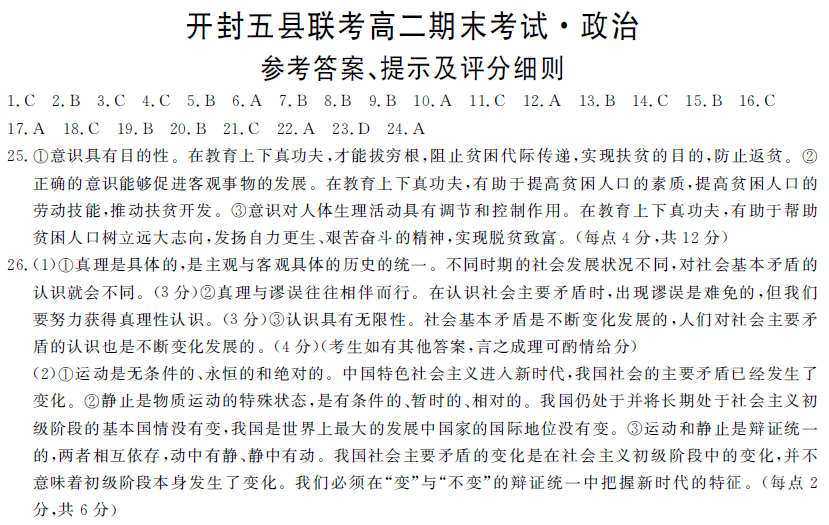 开封五县联考高二期末考试·政治
参考答案、提示及评分细则
1. C 2. B 3. C 4. C 5. B 6. A 7. B 8. B 9. B 10. A 11. C 12. A 13. B 14. C 15. B 16. C
17. A 18. C 19. B 20. B 21. C 22. A 23. D 24. A
25. ①意识具有目的性。在教育上下真功夫,才能拔穷根,阻止贫困代际传递,实现扶贫的目的,防止返贫。②
正确的意识能够促进客观事物的发展。在教育上下真功夫,有助于提高贫困人口的素质,提高贫困人口的
劳动技能,推动扶贫开发。③意识对人体生理活动具有调节和控制作用。在教育上下真功夫,有助于帮助
贫困人口树立远大志向,发扬自力更生、艰苦奋斗的精神,实现脱贫致富。(每点 4 分,共 12 分)
26. (1)①真理是具体的,是主观与客观具体的历史的统一。不同时期的社会发展状况不同,对社会基本矛盾的
认识就会不同。(3 分)②真理与谬误往往相伴而行。在认识社会主要矛盾时,出现谬误是难免的,但我们
要努力获得真理性认识。(3 分)③认识具有无限性。社会基本矛盾是不断变化发展的,人们对社会主要矛
盾的认识也是不断变化发展的。(4 分)(考生如有其他答案,言之成理可酌情给分)
(2)①运动是无条件的、永恒的和绝对的。中国特色社会主义进入新时代,我国社会的主要矛盾已经发生了
变化。②静止是物质运动的特殊状态,是有条件的、暂时的、相对的。我国仍处于并将长期处于社会主义初
级阶段的基本国情没有变,我国是世界上最大的发展中国家的国际地位没有变。③运动和静止是辩证统一
的,两者相互依存,动中有静、静中有动。我国社会主要矛盾的变化是在社会主义初级阶段中的变化,并不
意味着初级阶段本身发生了变化。我们必须在“变”与“不变”的辩证统一中把握新时代的特征。(每点 2
分,共 6 分)